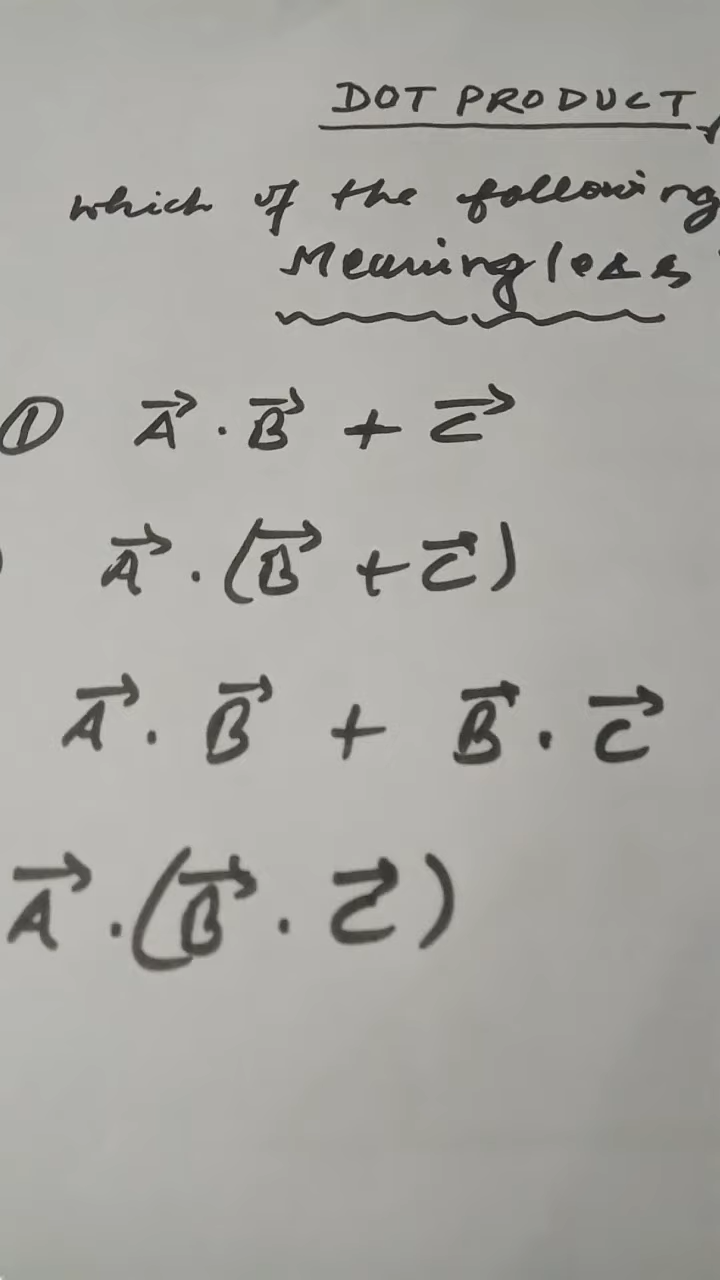 DOT PRODUCT
which of the following
Meaningless
① A⃗ . B⃗ + C⃗
A⃗ . (B⃗ + C⃗)
A⃗ . B⃗ + B⃗ . C⃗
A⃗ . (B⃗ . C⃗)